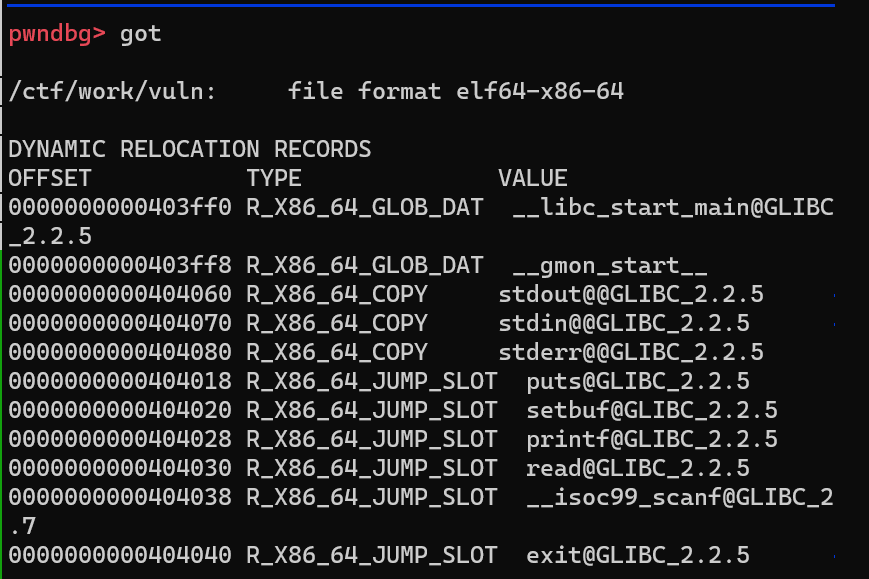 pwndbg> got
/ctf/work/vuln:     file format elf64-x86-64
DYNAMIC RELOCATION RECORDS
OFFSET           TYPE              VALUE
0000000000403ff0 R_X86_64_GLOB_DAT  __libc_start_main@GLIBC
_2.2.5
0000000000403ff8 R_X86_64_GLOB_DAT  __gmon_start__
0000000000404060 R_X86_64_COPY     stdout@@GLIBC_2.2.5
0000000000404070 R_X86_64_COPY     stdin@@GLIBC_2.2.5
0000000000404080 R_X86_64_COPY     stderr@@GLIBC_2.2.5
0000000000404018 R_X86_64_JUMP_SLOT  puts@GLIBC_2.2.5
0000000000404020 R_X86_64_JUMP_SLOT  setbuf@GLIBC_2.2.5
0000000000404028 R_X86_64_JUMP_SLOT  printf@GLIBC_2.2.5
0000000000404030 R_X86_64_JUMP_SLOT  read@GLIBC_2.2.5
0000000000404038 R_X86_64_JUMP_SLOT  __isoc99_scanf@GLIBC_2
.7
0000000000404040 R_X86_64_JUMP_SLOT  exit@GLIBC_2.2.5